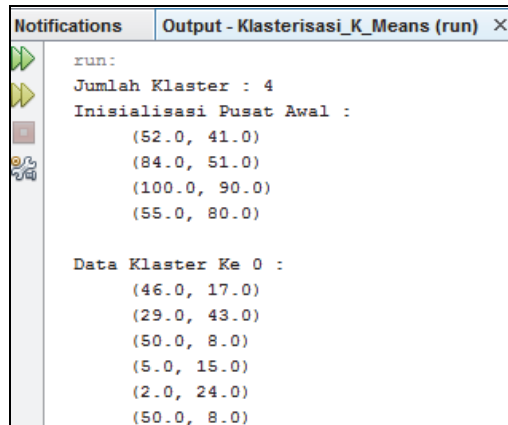 Notifications Output - Klasterisasi_K_Means (run) ×
run:
Jumlah Klaster : 4
Inisialisasi Pusat Awal :
(52.0, 41.0)
(84.0, 51.0)
(100.0, 90.0)
(55.0, 80.0)
Data Klaster Ke 0 :
(46.0, 17.0)
(29.0, 43.0)
(50.0, 8.0)
(5.0, 15.0)
(2.0, 24.0)
(50.0, 8.0)